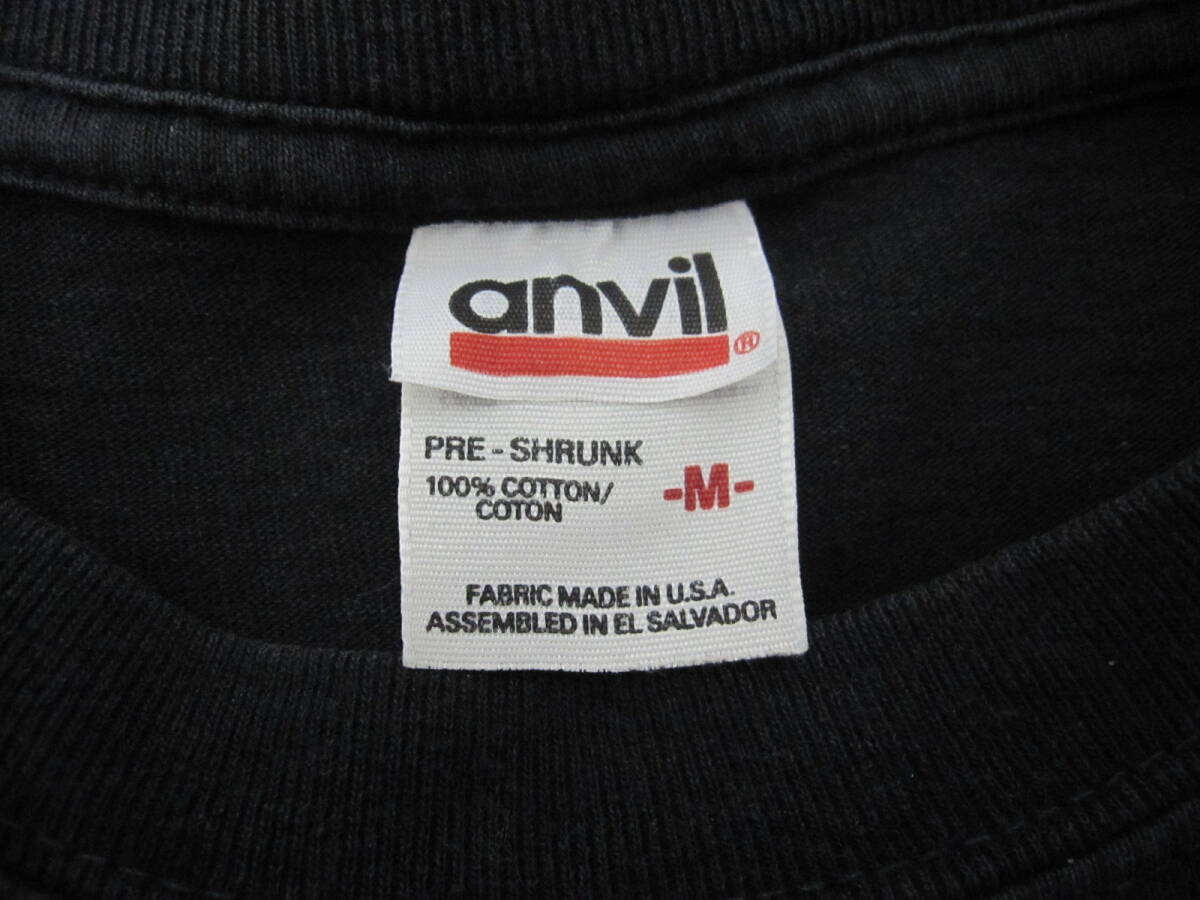 anvil®
PRE-SHRUNK
100% COTTON/
COTON
-M-
FABRIC MADE IN U.S.A.
ASSEMBLED IN EL SALVADOR